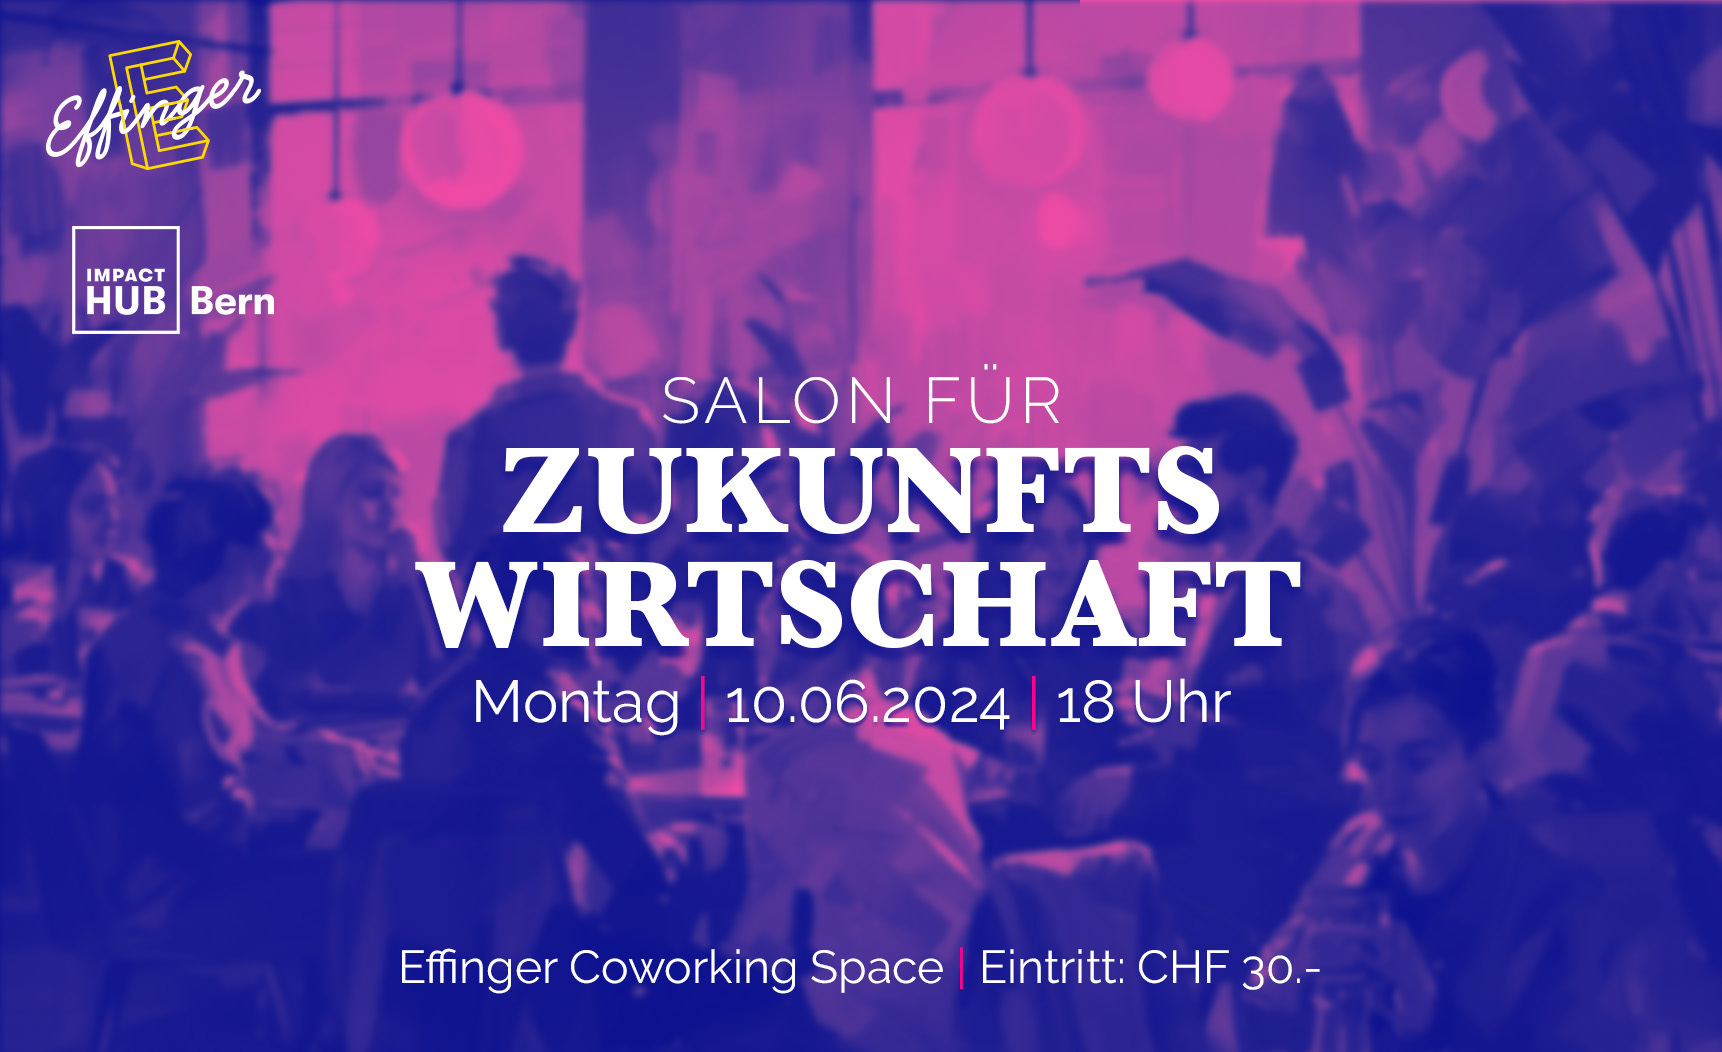 Effinger
IMPACT
HUB Bern
SALON FÜR
ZUKUNFTS
WIRTSCHAFT
Montag | 10.06.2024 | 18 Uhr
Effinger Coworking Space | Eintritt: CHF 30.-